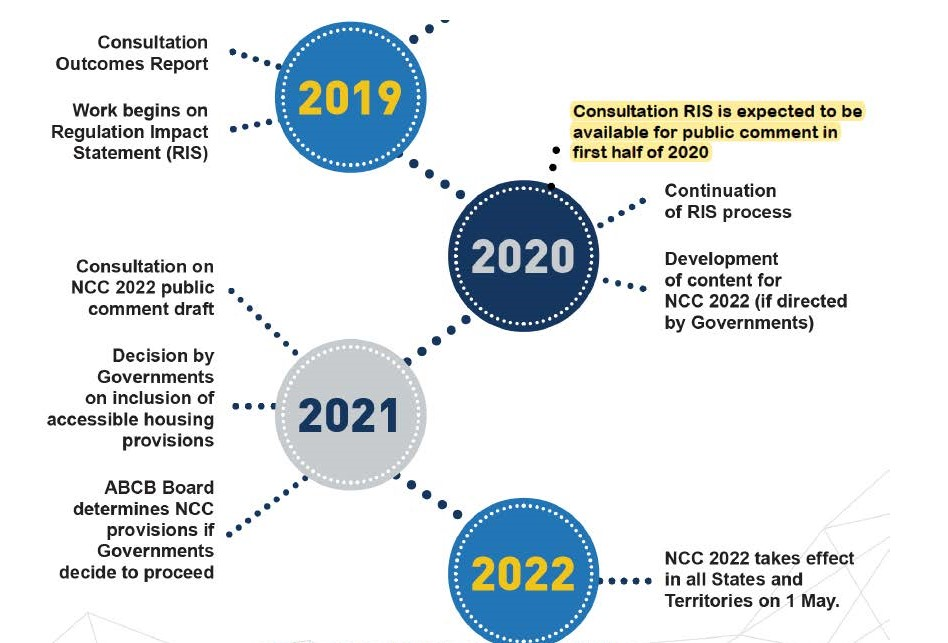 Consultation
Outcomes Report
Work begins on
Regulation Impact
Statement (RIS)
2019
Consultation RIS is expected to be
available for public comment in
first half of 2020
2020
Continuation
of RIS process
Development
of content for
NCC 2022 (if directed
by Governments)
Consultation on
NCC 2022 public
comment draft
Decision by
Governments
on inclusion of
accessible housing
provisions
ABCB Board
determines NCC
provisions if
Governments
decide to proceed
2021
2022
NCC 2022 takes effect
in all States and
Territories on 1 May.